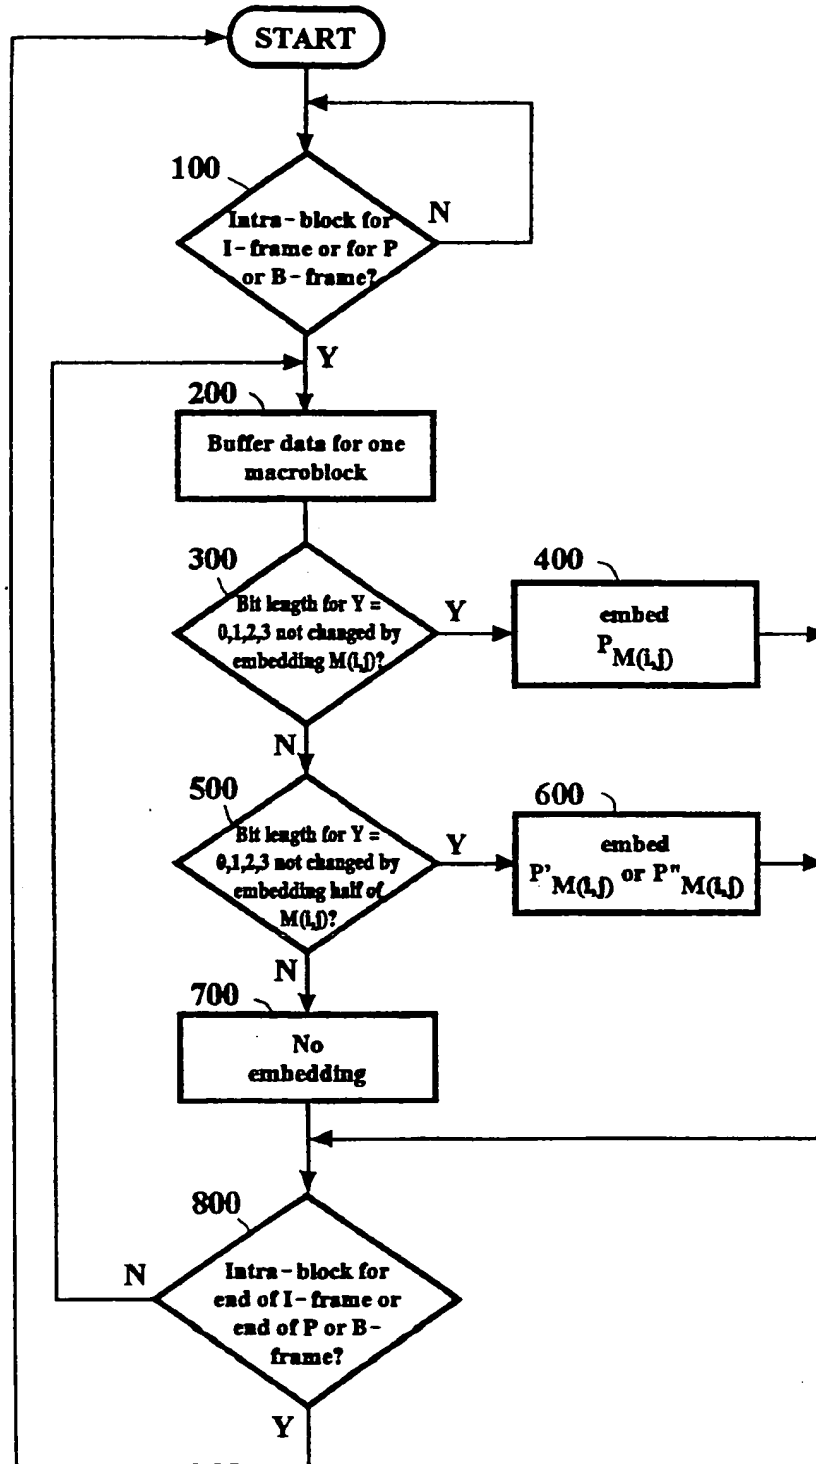 START
100
Intra-block for
I-frame or for P
or B-frame?
N
Y
200
Buffer data for one
macroblock
300
Bit length for Y =
0,1,2,3 not changed by
embedding M(i,j)?
Y
400
embed
P M(i,j)
N
500
Bit length for Y =
0,1,2,3 not changed by
embedding half of
M(i,j)?
Y
600
embed
P' M(i,j) or P" M(i,j)
N
700
No
embedding
800
Intra-block for
end of I-frame or
end of P or B-
frame?
N
Y